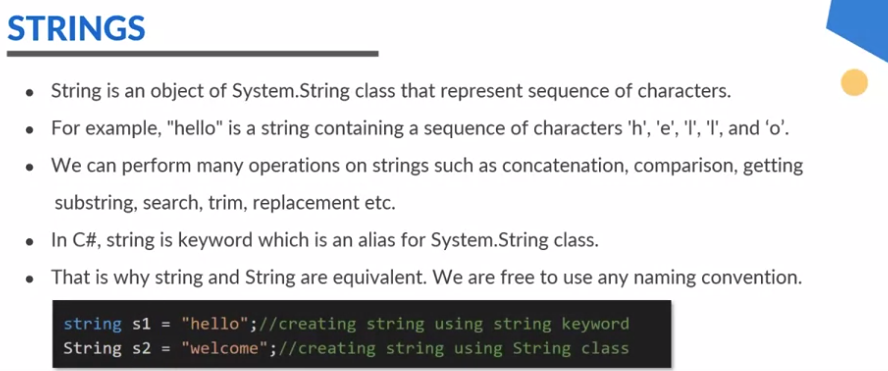 STRINGS
• String is an object of System.String class that represent sequence of characters.
• For example, "hello" is a string containing a sequence of characters 'h', 'e', 'l', 'l', and ‘o’.
• We can perform many operations on strings such as concatenation, comparison, getting
substring, search, trim, replacement etc.
• In C#, string is keyword which is an alias for System.String class.
• That is why string and String are equivalent. We are free to use any naming convention.
string s1 = "hello";//creating string using string keyword
String s2 = "welcome";//creating string using String class